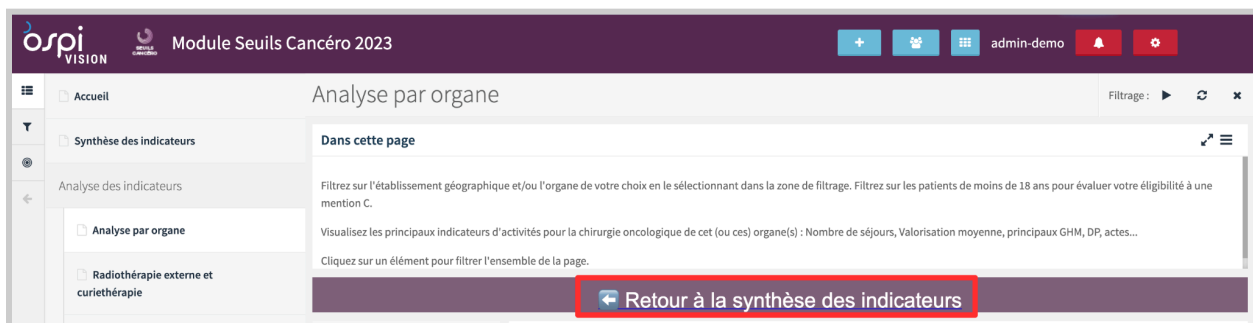 òspi
VISION
SEUILS
CANCÉRO
Module Seuils Cancéro 2023
admin-demo
Accueil
Synthèse des indicateurs
Analyse des indicateurs
Analyse par organe
Radiothérapie externe et
curiethérapie
Analyse par organe
Filtrage :
Dans cette page
Filtrez sur l'établissement géographique et/ou l'organe de votre choix en le sélectionnant dans la zone de filtrage. Filtrez sur les patients de moins de 18 ans pour évaluer votre éligibilité à une
mention C.
Visualisez les principaux indicateurs d'activités pour la chirurgie oncologique de cet (ou ces) organe(s) : Nombre de séjours, Valorisation moyenne, principaux GHM, DP, actes...
Cliquez sur un élément pour filtrer l'ensemble de la page.
Retour à la synthèse des indicateurs